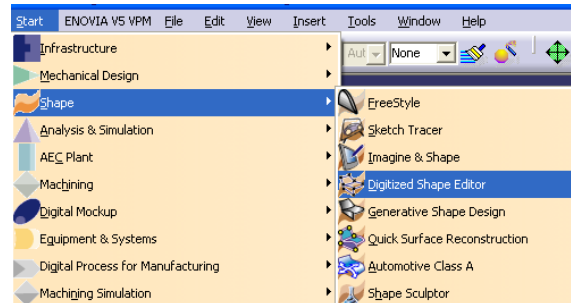 Start ENOVIA V5 VPM File Edit View Insert Tools Window Help
Infrastructure
Aut None
Mechanical Design
Shape
FreeStyle
Analysis & Simulation
Sketch Tracer
AEC Plant
Imagine & Shape
Machining
Digitized Shape Editor
Digital Mockup
Generative Shape Design
Equipment & Systems
Quick Surface Reconstruction
Digital Process for Manufacturing
Automotive Class A
Machining Simulation
Shape Sculptor